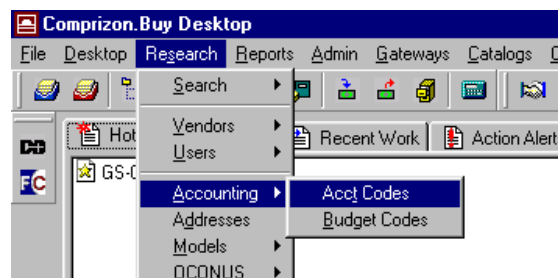 Comprizon.Buy Desktop
File Desktop Research Reports Admin Gateways Catalogs
Search
Hot Recent Work Action Alert
Vendors
Users
GS-
Accounting Acct Codes
Addresses Budget Codes
Models
OCONUS